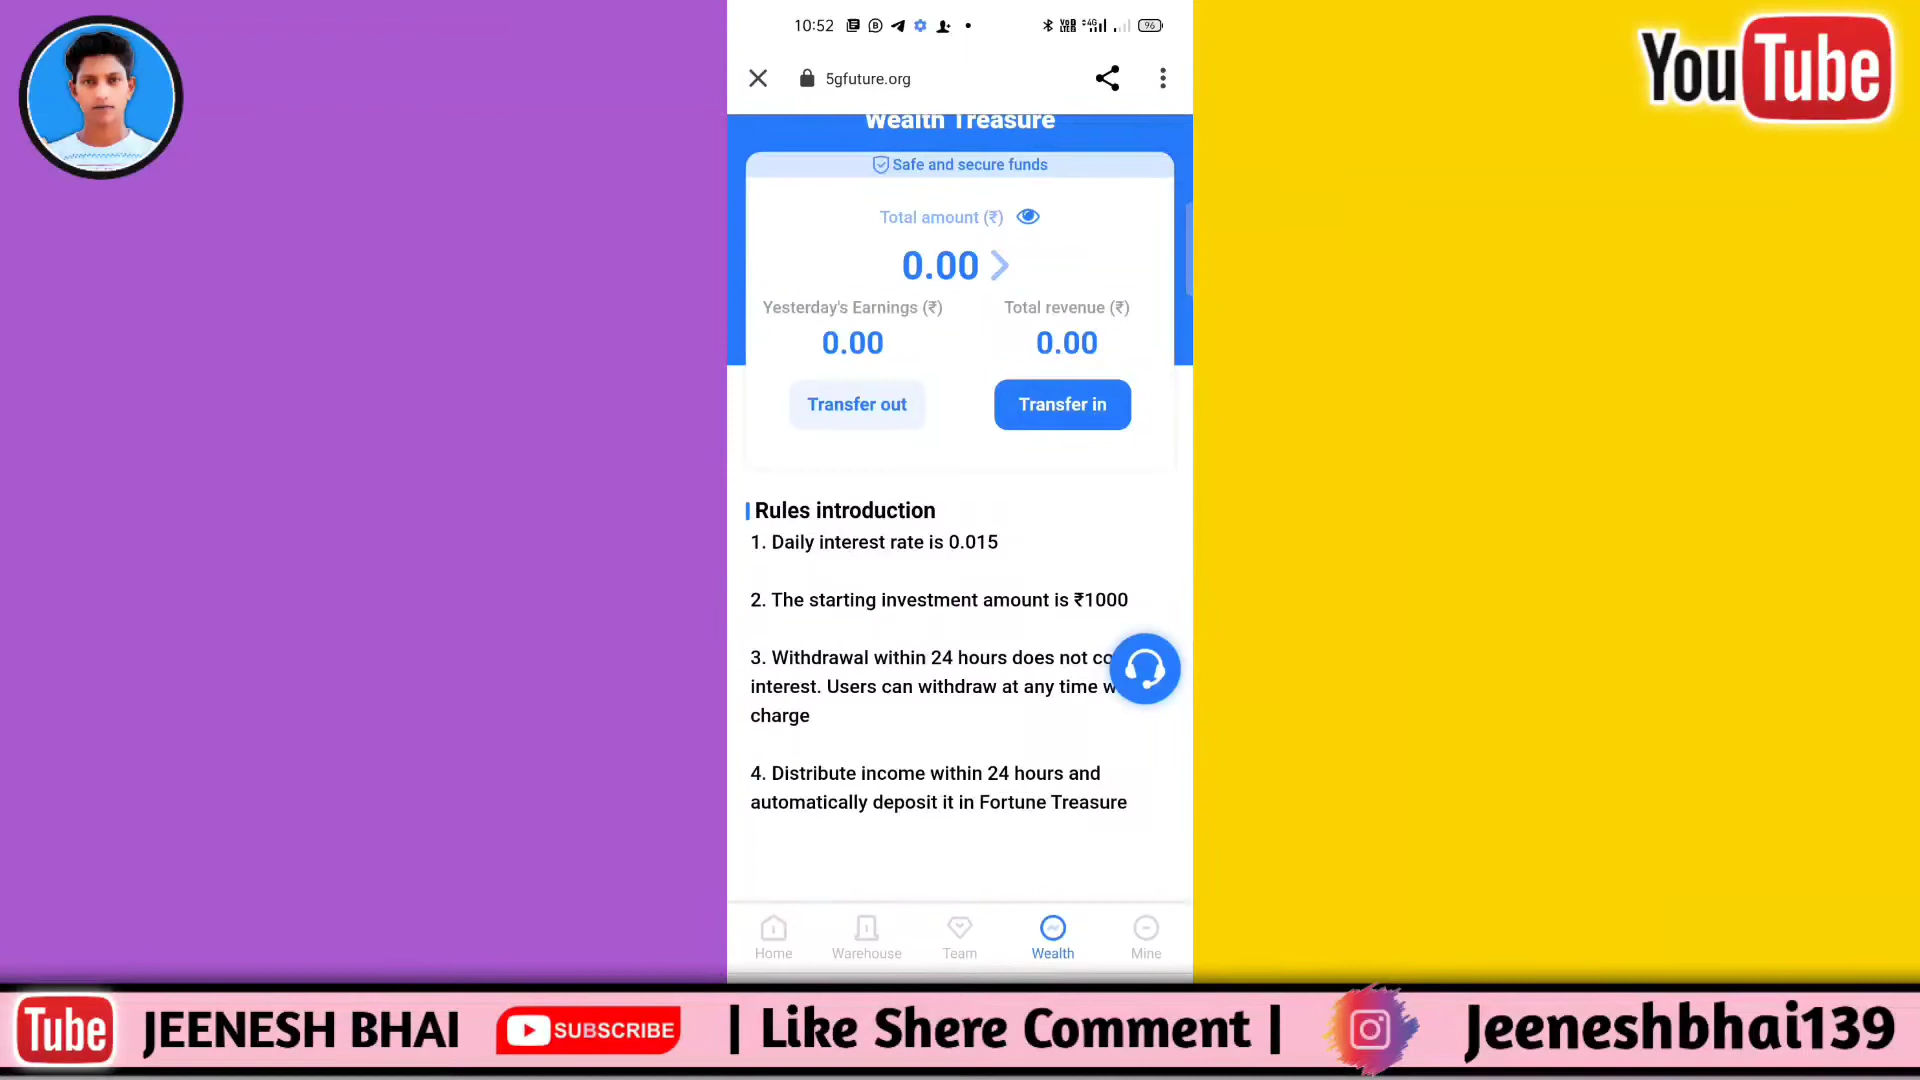 You Tube
10:52
VoD LTE2 4G 96
5gfuture.org
Wealth Treasure
Safe and secure funds
Total amount (₹)
0.00
Yesterday's Earnings (₹) Total revenue (₹)
0.00 0.00
Transfer out Transfer in
Rules introduction
1. Daily interest rate is 0.015
2. The starting investment amount is ₹1000
3. Withdrawal within 24 hours does not co
interest. Users can withdraw at any time w
charge
4. Distribute income within 24 hours and
automatically deposit it in Fortune Treasure
Home Warehouse Team Wealth Mine
Tube JEENESH BHAI SUBSCRIBE | Like Shere Comment | Jeeneshbhai139